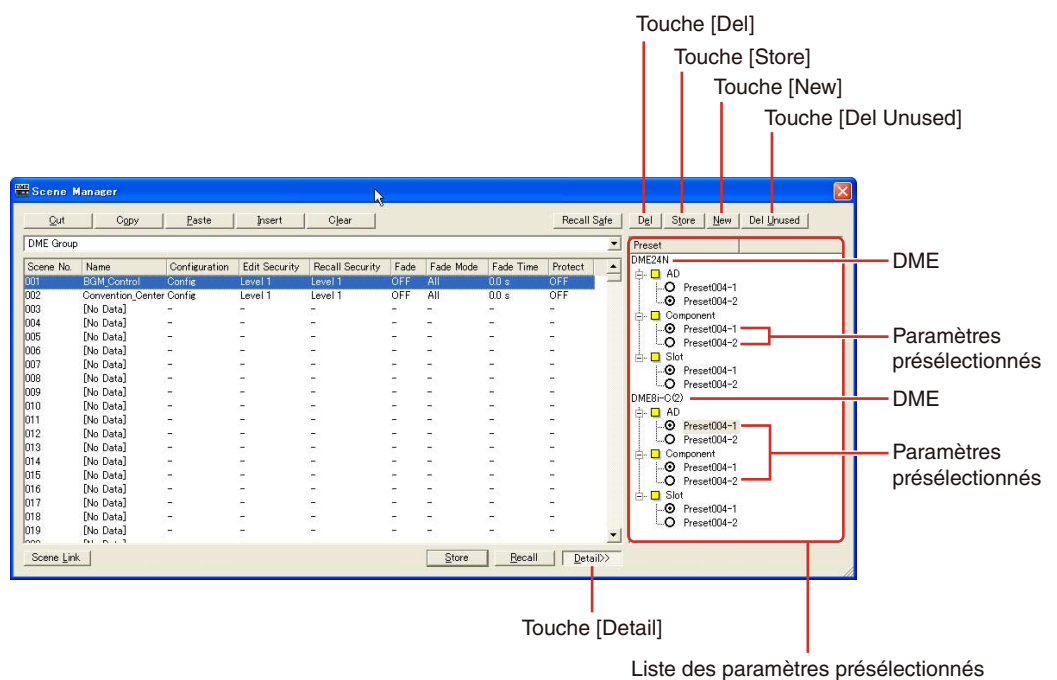 Touche [Del]
Touche [Store]
Touche [New]
Touche [Del Unused]
Scene Manager
Cut Copy Paste Insert Clear Recall Safe Del Store New Del Unused
DME Group
Scene No. Name Configuration Edit Security Recall Security Fade Fade Mode Fade Time Protect
001 BGM_Control Config Level 1 Level 1 OFF All 0.0 s OFF
002 Convention_Center Config Level 1 Level 1 OFF All 0.0 s OFF
003 [No Data] - - - - - - -
004 [No Data] - - - - - - -
005 [No Data] - - - - - - -
006 [No Data] - - - - - - -
007 [No Data] - - - - - - -
008 [No Data] - - - - - - -
009 [No Data] - - - - - - -
010 [No Data] - - - - - - -
011 [No Data] - - - - - - -
012 [No Data] - - - - - - -
013 [No Data] - - - - - - -
014 [No Data] - - - - - - -
015 [No Data] - - - - - - -
016 [No Data] - - - - - - -
017 [No Data] - - - - - - -
018 [No Data] - - - - - - -
019 [No Data] - - - - - - -
Scene Link Store Recall Detail>>
Preset
DME24N
AD
Preset004-1
Preset004-2
Component
Preset004-1
Preset004-2
Slot
Preset004-1
Preset004-2
DME8i-C(2)
AD
Preset004-1
Preset004-2
Component
Preset004-1
Preset004-2
Slot
Preset004-1
Preset004-2
DME
Paramètres
présélectionnés
DME
Paramètres
présélectionnés
Touche [Detail]
Liste des paramètres présélectionnés